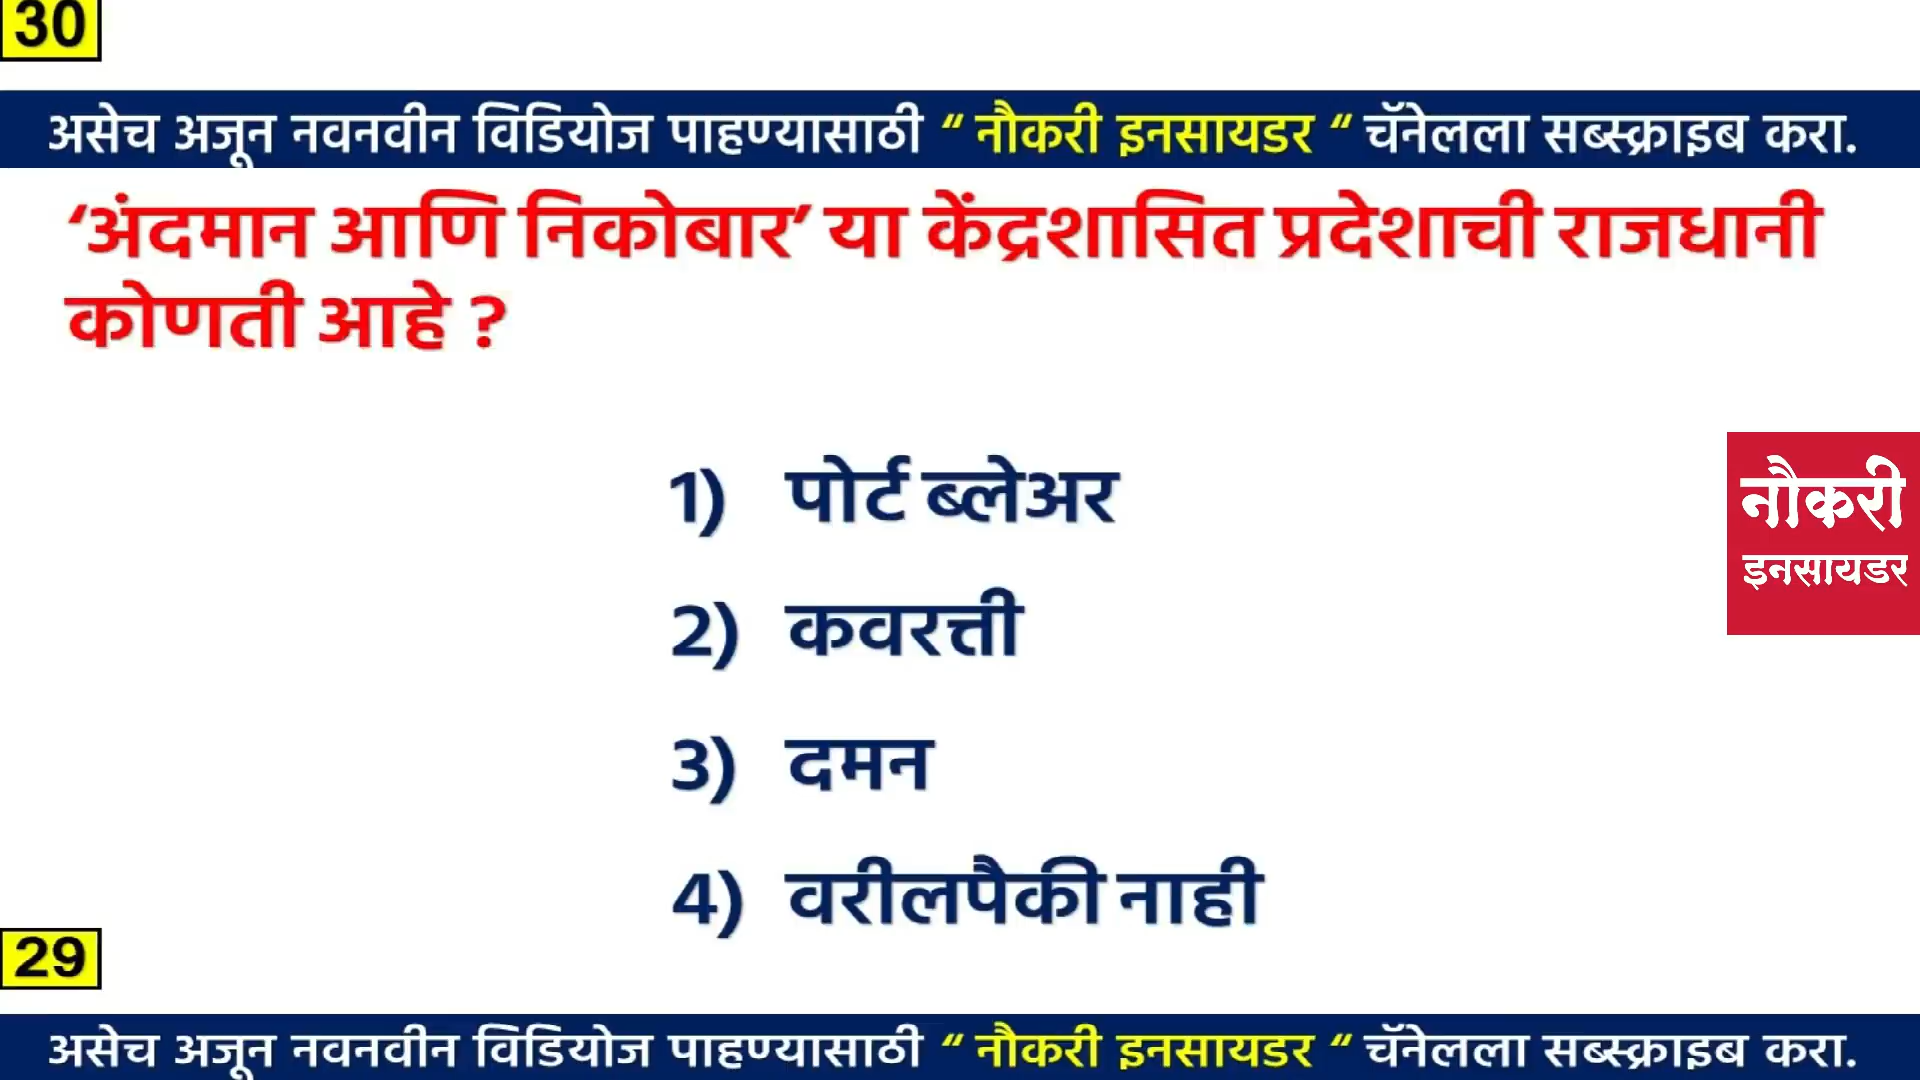 30
असेच अजून नवनवीन विडियोज पाहण्यासाठी “ नौकरी इनसायडर “ चॅनेलला सब्स्क्राइब करा.
‘अंदमान आणि निकोबार’ या केंद्रशासित प्रदेशाची राजधानी
कोणती आहे ?
1) पोर्ट ब्लेअर
नौकरी
इनसायडर
2) कवरत्ती
3) दमन
4) वरीलपैकी नाही
29
असेच अजून नवनवीन विडियोज पाहण्यासाठी “ नौकरी इनसायडर “ चॅनेलला सब्स्क्राइब करा.